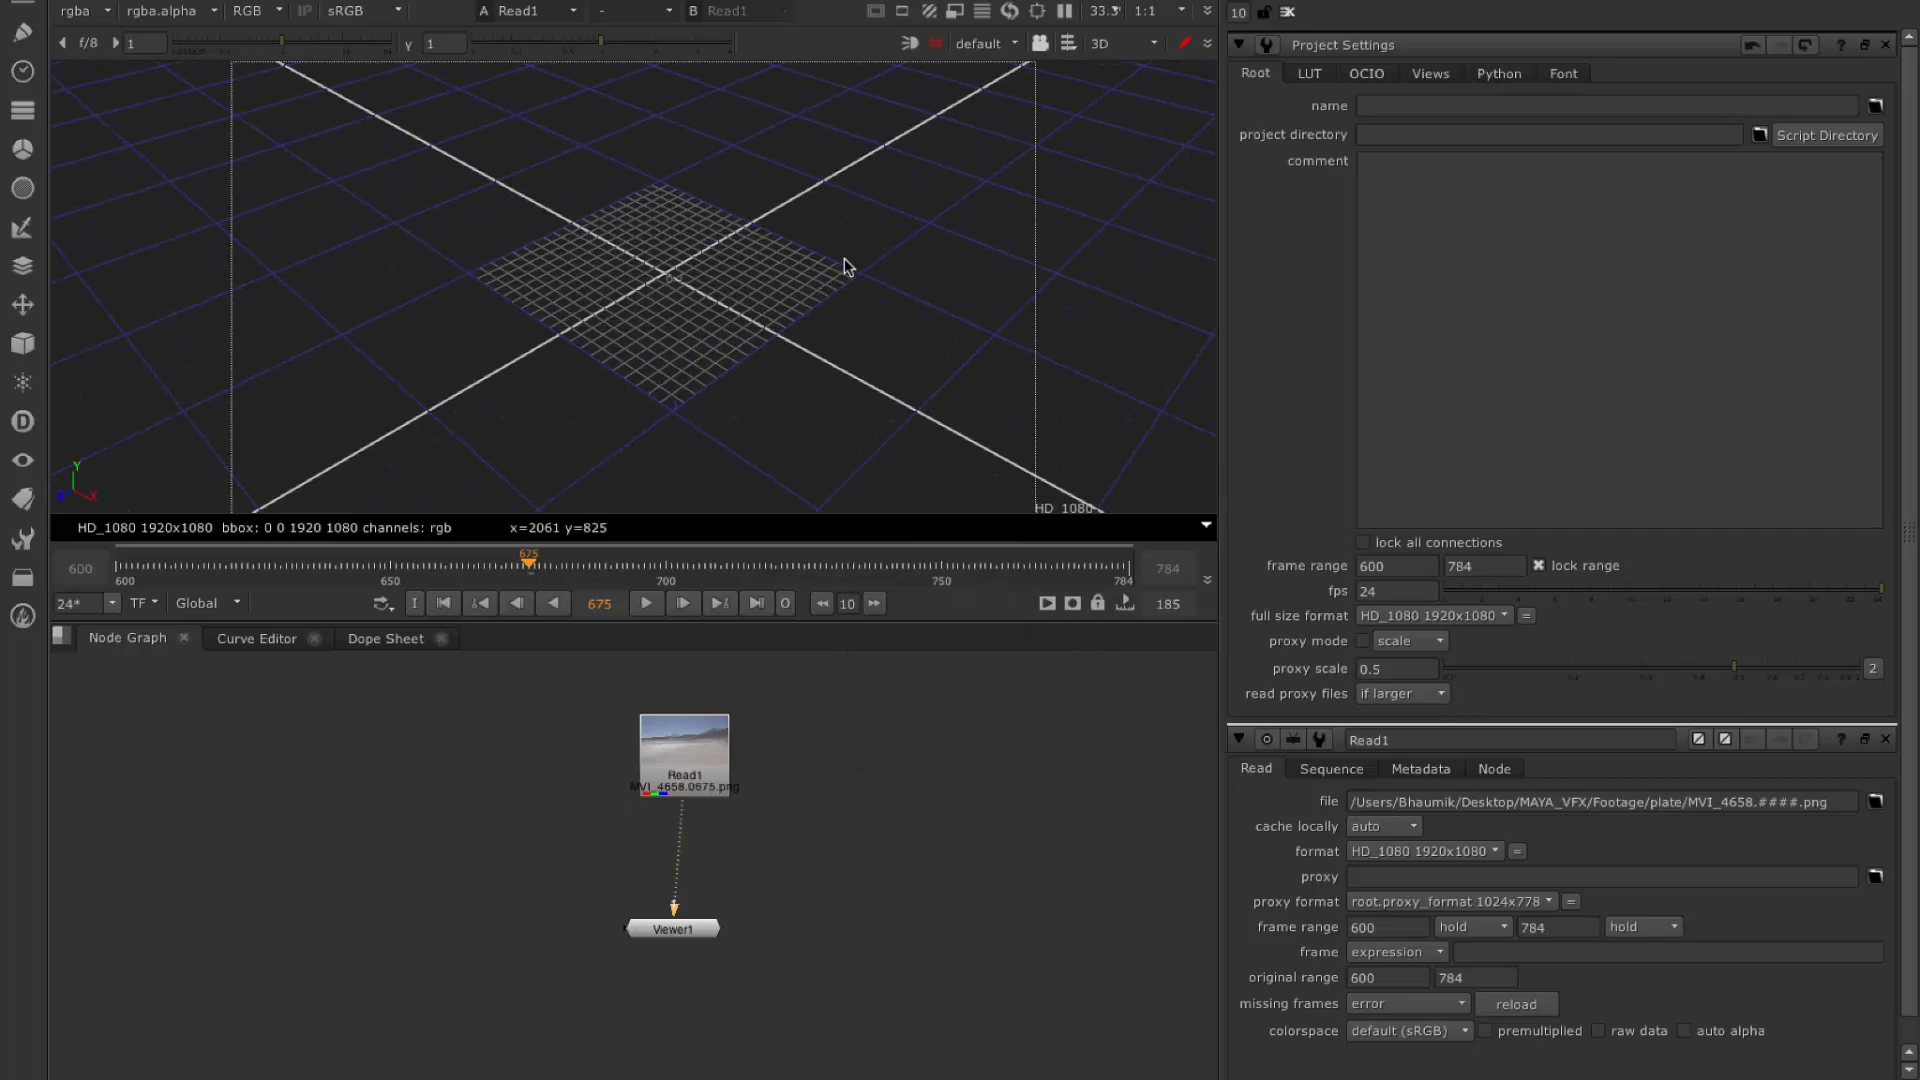 rgba rgba.alpha RGB IP sRGB A Read1 - B Read1 33.3 1:1
f/8 1 Y 1 default 3D
HD_1080
Y
X
Z
HD_1080 1920x1080 bbox: 0 0 1920 1080 channels: rgb x=2061 y=825
675
600 784
600 650 700 750 784
24* TF Global I 675 O 10 185
Node Graph Curve Editor Dope Sheet
Read1
MVI_4658.0675.png
Viewer1
10
Project Settings ?
Root LUT OCIO Views Python Font
name
project directory Script Directory
comment
lock all connections
frame range 600 784 lock range
fps 24
full size format HD_1080 1920x1080 =
proxy mode scale
proxy scale 0.5 2
read proxy files if larger
Read1 ?
Read Sequence Metadata Node
file /Users/Bhaumik/Desktop/MAYA_VFX/Footage/plate/MVI_4658.####.png
cache locally auto
format HD_1080 1920x1080 =
proxy
proxy format root.proxy_format 1024x778 =
frame range 600 hold 784 hold
frame expression
original range 600 784
missing frames error reload
colorspace default (sRGB) premultiplied raw data auto alpha